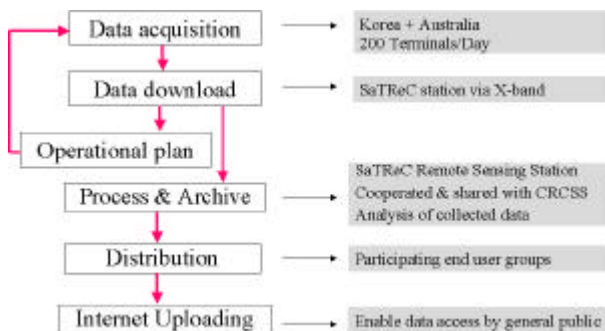 Data acquisition
Korea + Australia
200 Terminals/Day
Data download
SaTReC station via X-band
Operational plan
Process & Archive
SaTReC Remote Sensing Station
Cooperated & shared with CRCSS
Analysis of collected data
Distribution
Participating end user groups
Internet Uploading
Enable data access by general public